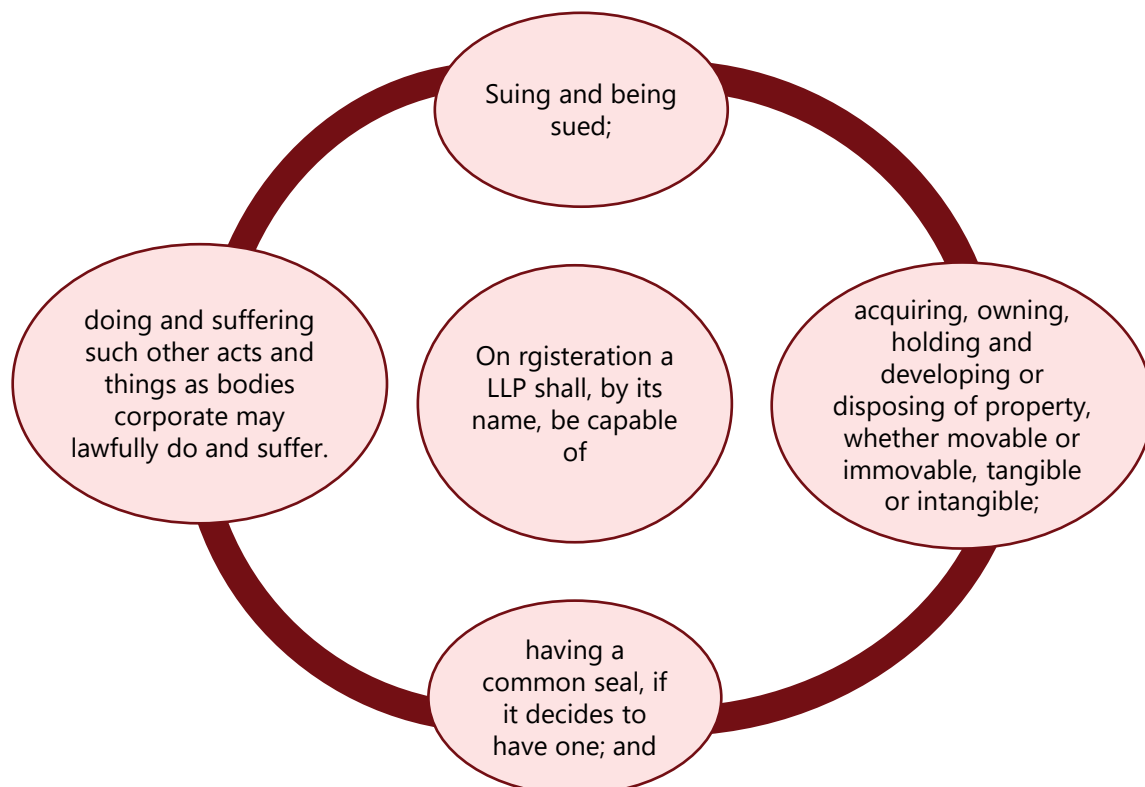 On rgisteration a
LLP shall, by its
name, be capable
of
Suing and being
sued;
acquiring, owning,
holding and
developing or
disposing of property,
whether movable or
immovable, tangible
or intangible;
having a
common seal, if
it decides to
have one; and
doing and suffering
such other acts and
things as bodies
corporate may
lawfully do and suffer.